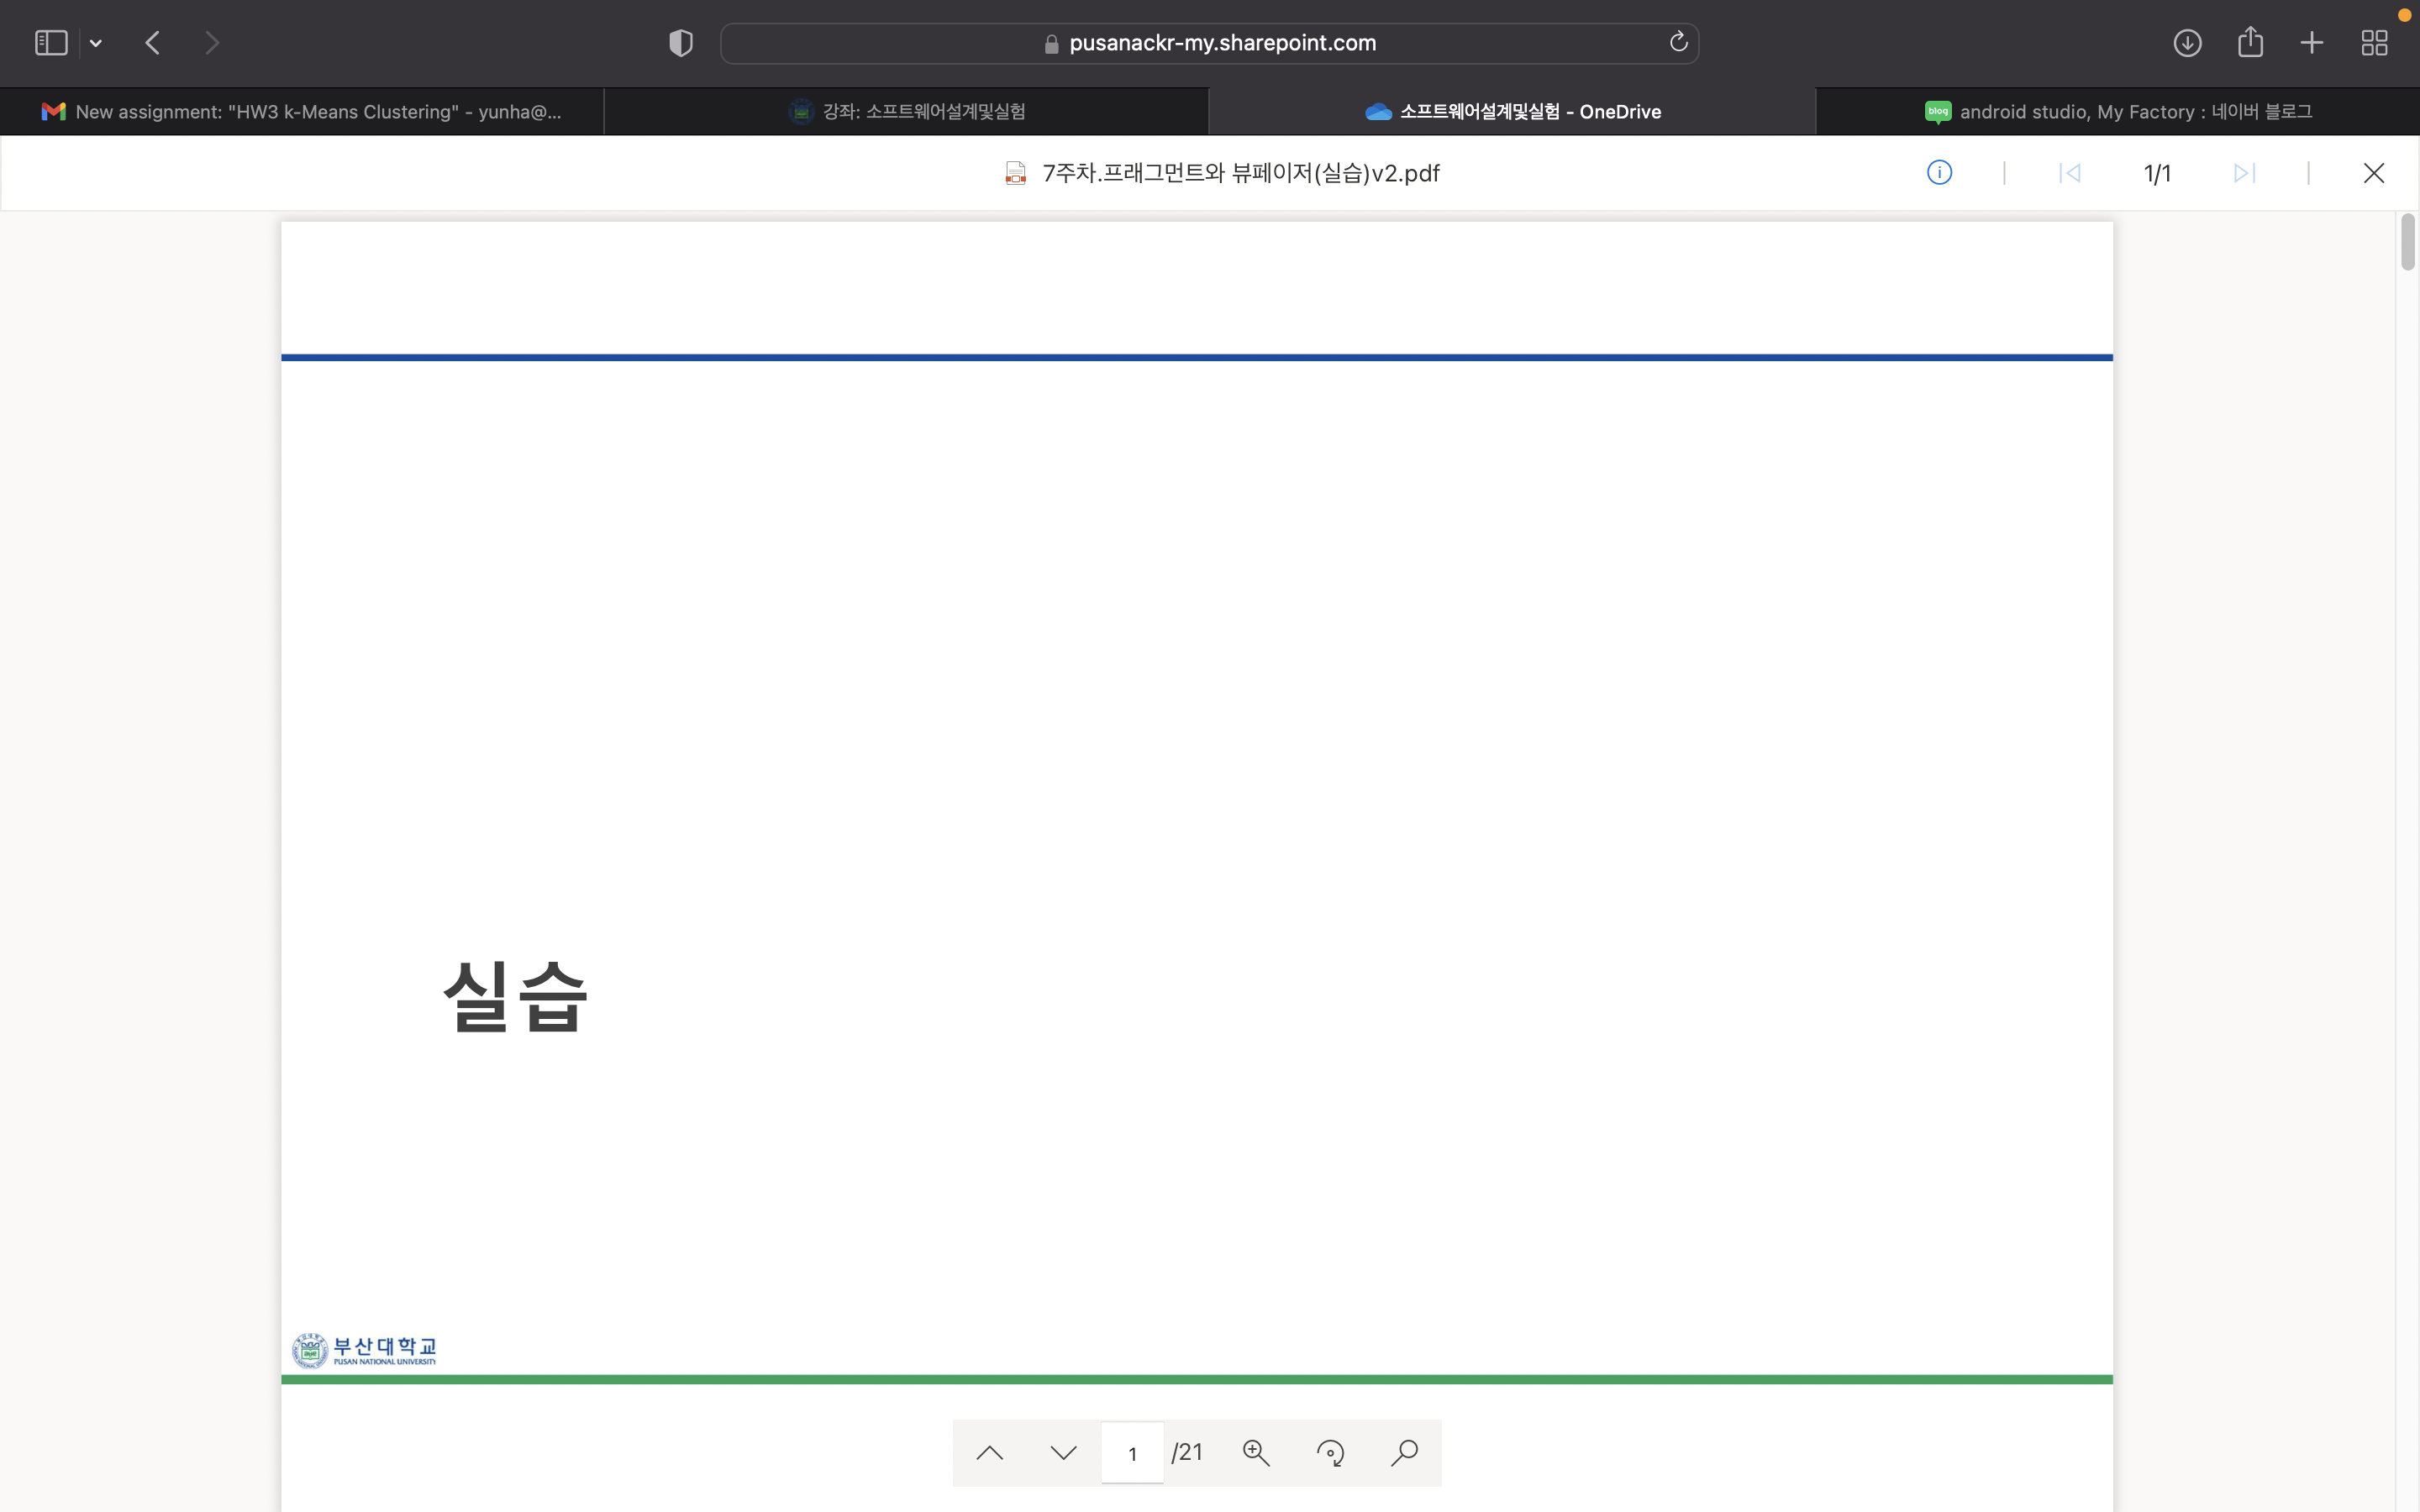 pusanackr-my.sharepoint.com
New assignment: "HW3 k-Means Clustering" - yunha@...
강좌: 소프트웨어설계및실험
소프트웨어설계및실험 - OneDrive
blog
android studio, My Factory : 네이버 블로그
7주차.프래그먼트와 뷰페이저(실습)v2.pdf
1/1
실습
부산대학교
PUSAN NATIONAL UNIVERSITY
1 /21